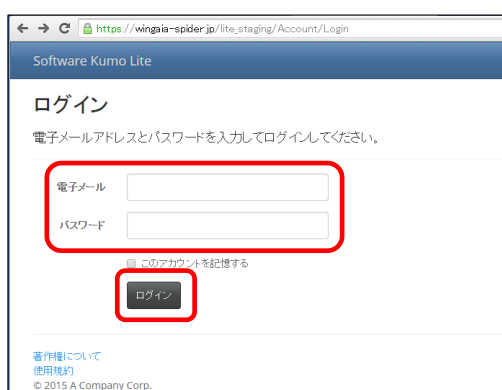 https://wingaia-spider.jp/lite_staging/Account/Login
Software Kumo Lite
ログイン
電子メールアドレスとパスワードを入力してログインしてください。
電子メール
パスワード
このアカウントを記憶する
ログイン
著作権について
使用規約
© 2015 A Company Corp.